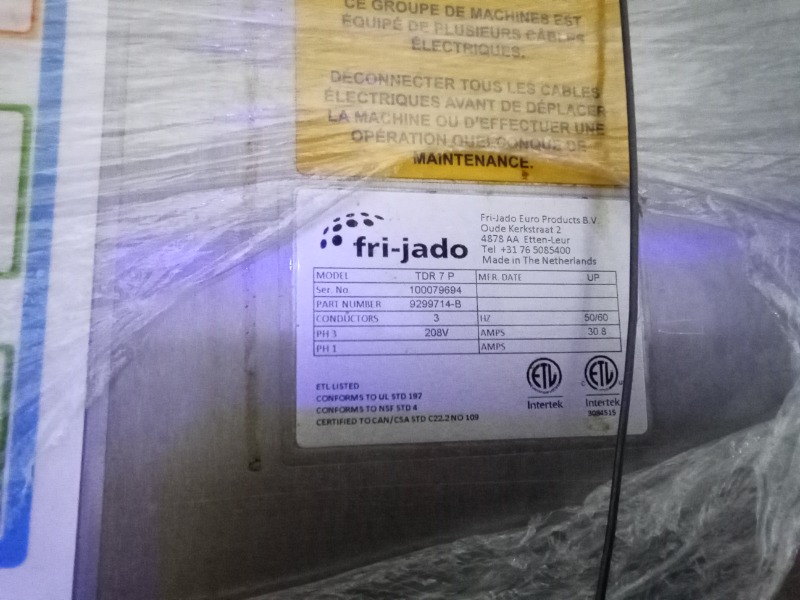 CE GROUPE DE MACHINES EST
ÉQUIPÉ DE PLUSIEURS CÂBLES
ÉLECTRIQUES.
DÉCONNECTER TOUS LES CABLES
ÉLECTRIQUES AVANT DE DÉPLACER
LA MACHINE OU D'EFFECTUER UNE
OPÉRATION QUELCONQUE DE
MAINTENANCE.
fri-jado
Fri-Jado Euro Products B.V.
Oude Kerkstraat 2
4878 AA Etten-Leur
Tel +31 76 5085400
Made in The Netherlands
MODEL TDR 7 P MFR. DATE UP
Ser. No. 100079694
PART NUMBER 9299714-B
CONDUCTORS 3 HZ 50/60
PH 3 208V AMPS 30.8
PH 1 AMPS
ETL LISTED
CONFORMS TO UL STD 197
CONFORMS TO NSF STD 4
CERTIFIED TO CAN/CSA STD C22.2 NO 109
ETL
Intertek
C ETL US
Intertek